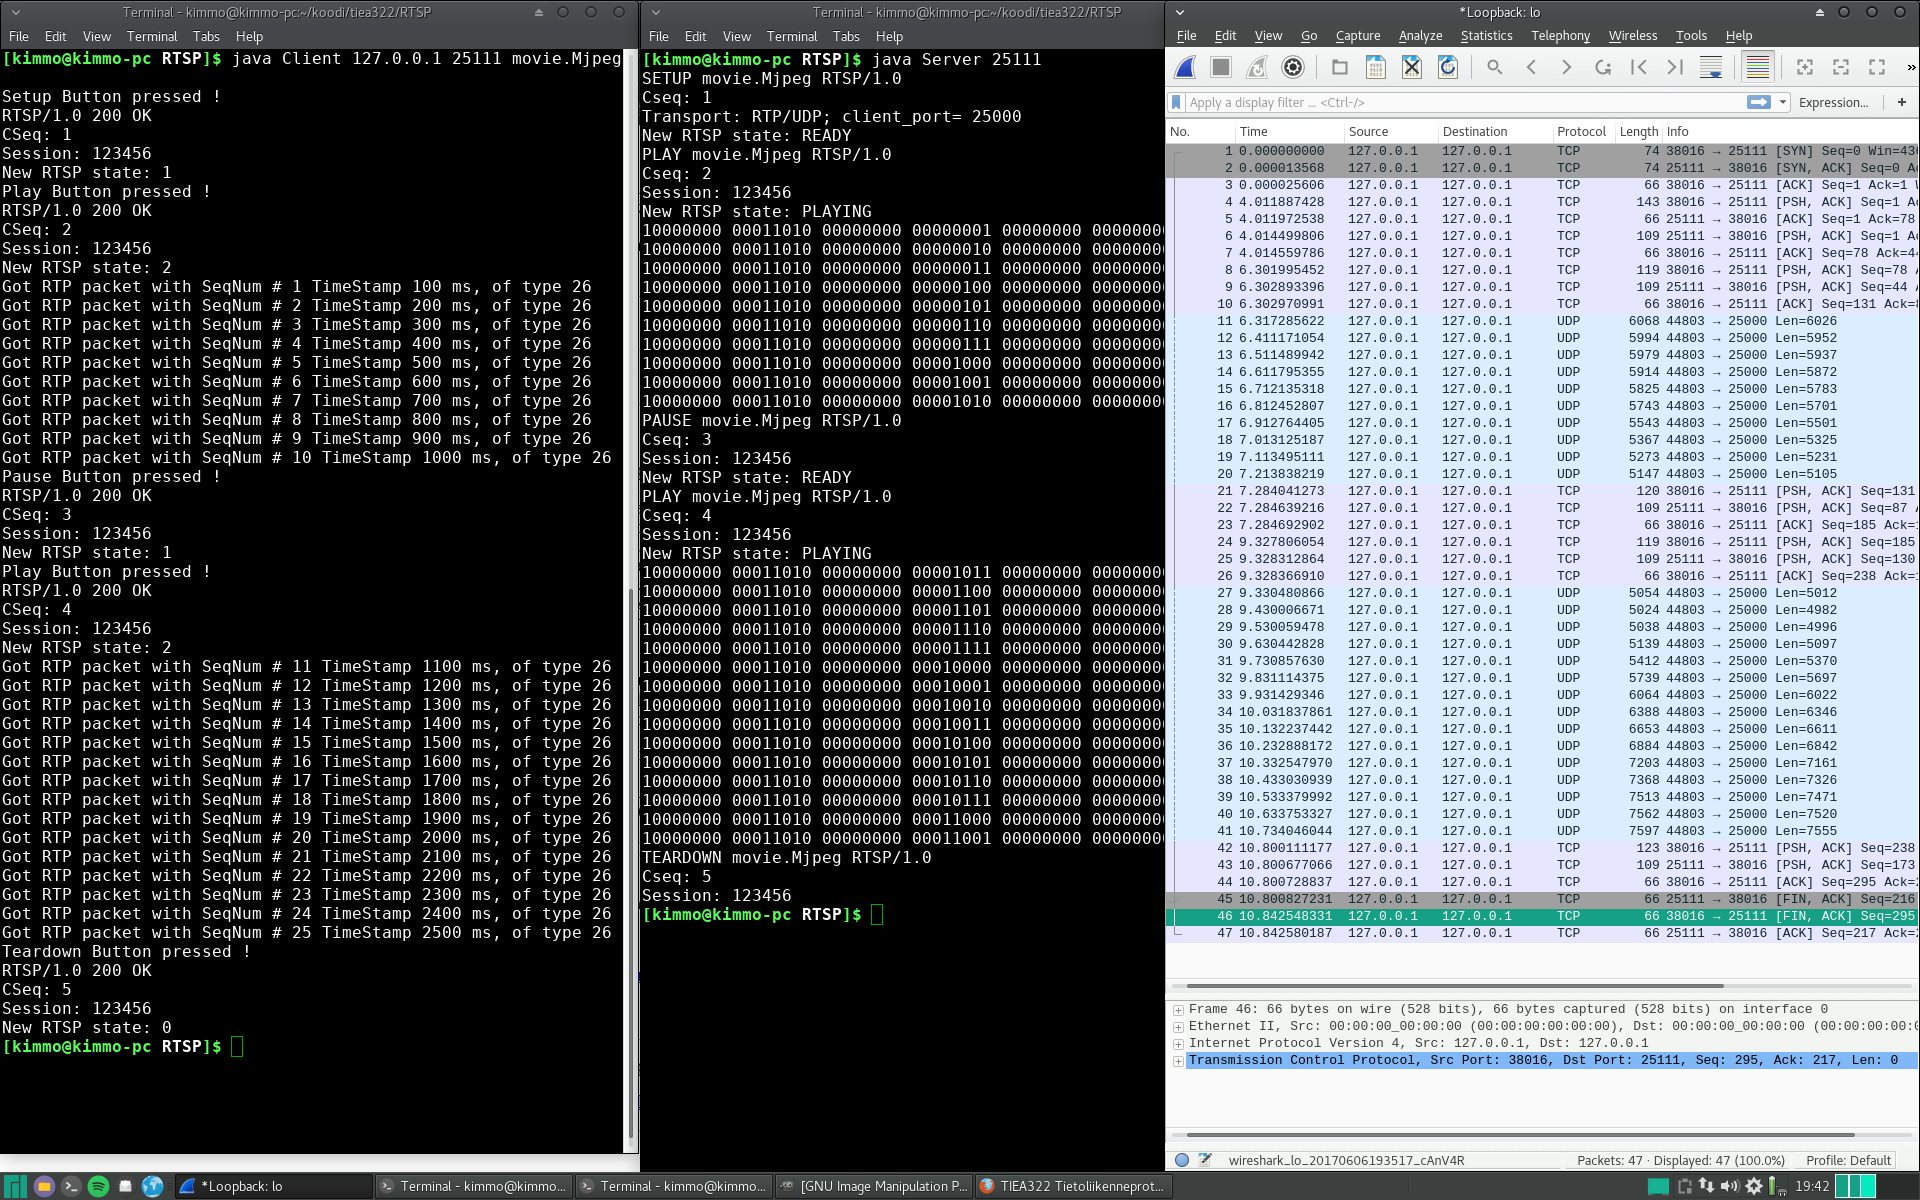 Terminal - kimmo@kimmo-pc:~/koodi/tiea322/RTSP
File Edit View Terminal Tabs Help
[kimmo@kimmo-pc RTSP]$ java Client 127.0.0.1 25111 movie.Mjpeg
Setup Button pressed !
RTSP/1.0 200 OK
CSeq: 1
Session: 123456
New RTSP state: 1
Play Button pressed !
RTSP/1.0 200 OK
CSeq: 2
Session: 123456
New RTSP state: 2
Got RTP packet with SeqNum # 1 TimeStamp 100 ms, of type 26
Got RTP packet with SeqNum # 2 TimeStamp 200 ms, of type 26
Got RTP packet with SeqNum # 3 TimeStamp 300 ms, of type 26
Got RTP packet with SeqNum # 4 TimeStamp 400 ms, of type 26
Got RTP packet with SeqNum # 5 TimeStamp 500 ms, of type 26
Got RTP packet with SeqNum # 6 TimeStamp 600 ms, of type 26
Got RTP packet with SeqNum # 7 TimeStamp 700 ms, of type 26
Got RTP packet with SeqNum # 8 TimeStamp 800 ms, of type 26
Got RTP packet with SeqNum # 9 TimeStamp 900 ms, of type 26
Got RTP packet with SeqNum # 10 TimeStamp 1000 ms, of type 26
Pause Button pressed !
RTSP/1.0 200 OK
CSeq: 3
Session: 123456
New RTSP state: 1
Play Button pressed !
RTSP/1.0 200 OK
CSeq: 4
Session: 123456
New RTSP state: 2
Got RTP packet with SeqNum # 11 TimeStamp 1100 ms, of type 26
Got RTP packet with SeqNum # 12 TimeStamp 1200 ms, of type 26
Got RTP packet with SeqNum # 13 TimeStamp 1300 ms, of type 26
Got RTP packet with SeqNum # 14 TimeStamp 1400 ms, of type 26
Got RTP packet with SeqNum # 15 TimeStamp 1500 ms, of type 26
Got RTP packet with SeqNum # 16 TimeStamp 1600 ms, of type 26
Got RTP packet with SeqNum # 17 TimeStamp 1700 ms, of type 26
Got RTP packet with SeqNum # 18 TimeStamp 1800 ms, of type 26
Got RTP packet with SeqNum # 19 TimeStamp 1900 ms, of type 26
Got RTP packet with SeqNum # 20 TimeStamp 2000 ms, of type 26
Got RTP packet with SeqNum # 21 TimeStamp 2100 ms, of type 26
Got RTP packet with SeqNum # 22 TimeStamp 2200 ms, of type 26
Got RTP packet with SeqNum # 23 TimeStamp 2300 ms, of type 26
Got RTP packet with SeqNum # 24 TimeStamp 2400 ms, of type 26
Got RTP packet with SeqNum # 25 TimeStamp 2500 ms, of type 26
Teardown Button pressed !
RTSP/1.0 200 OK
CSeq: 5
Session: 123456
New RTSP state: 0
[kimmo@kimmo-pc RTSP]$
Terminal - kimmo@kimmo-pc:~/koodi/tiea322/RTSP
File Edit View Terminal Tabs Help
[kimmo@kimmo-pc RTSP]$ java Server 25111
SETUP movie.Mjpeg RTSP/1.0
Cseq: 1
Transport: RTP/UDP; client_port= 25000
New RTSP state: READY
PLAY movie.Mjpeg RTSP/1.0
Cseq: 2
Session: 123456
New RTSP state: PLAYING
10000000 00011010 00000000 00000001 00000000 0000000
10000000 00011010 00000000 00000010 00000000 0000000
10000000 00011010 00000000 00000011 00000000 0000000
10000000 00011010 00000000 00000100 00000000 0000000
10000000 00011010 00000000 00000101 00000000 0000000
10000000 00011010 00000000 00000110 00000000 0000000
10000000 00011010 00000000 00000111 00000000 0000000
10000000 00011010 00000000 00001000 00000000 0000000
10000000 00011010 00000000 00001001 00000000 0000000
10000000 00011010 00000000 00001010 00000000 0000000
PAUSE movie.Mjpeg RTSP/1.0
Cseq: 3
Session: 123456
New RTSP state: READY
PLAY movie.Mjpeg RTSP/1.0
Cseq: 4
Session: 123456
New RTSP state: PLAYING
10000000 00011010 00000000 00001011 00000000 0000000
10000000 00011010 00000000 00001100 00000000 0000000
10000000 00011010 00000000 00001101 00000000 0000000
10000000 00011010 00000000 00001110 00000000 0000000
10000000 00011010 00000000 00001111 00000000 0000000
10000000 00011010 00000000 00010000 00000000 0000000
10000000 00011010 00000000 00010001 00000000 0000000
10000000 00011010 00000000 00010010 00000000 0000000
10000000 00011010 00000000 00010011 00000000 0000000
10000000 00011010 00000000 00010100 00000000 0000000
10000000 00011010 00000000 00010101 00000000 0000000
10000000 00011010 00000000 00010110 00000000 0000000
10000000 00011010 00000000 00010111 00000000 0000000
10000000 00011010 00000000 00011000 00000000 0000000
10000000 00011010 00000000 00011001 00000000 0000000
TEARDOWN movie.Mjpeg RTSP/1.0
Cseq: 5
Session: 123456
[kimmo@kimmo-pc RTSP]$
*Loopback: lo
File Edit View Go Capture Analyze Statistics Telephony Wireless Tools Help
Apply a display filter ... <Ctrl-/> Expression... +
No. Time Source Destination Protocol Length Info
1 0.000000000 127.0.0.1 127.0.0.1 TCP 74 38016 → 25111 [SYN] Seq=0 Win=436
2 0.000013568 127.0.0.1 127.0.0.1 TCP 74 25111 → 38016 [SYN, ACK] Seq=0 A
3 0.000025606 127.0.0.1 127.0.0.1 TCP 66 38016 → 25111 [ACK] Seq=1 Ack=1
4 4.011887428 127.0.0.1 127.0.0.1 TCP 143 38016 → 25111 [PSH, ACK] Seq=1 A
5 4.011972538 127.0.0.1 127.0.0.1 TCP 66 25111 → 38016 [ACK] Seq=1 Ack=78
6 4.014499806 127.0.0.1 127.0.0.1 TCP 109 25111 → 38016 [PSH, ACK] Seq=1 A
7 4.014559786 127.0.0.1 127.0.0.1 TCP 66 38016 → 25111 [ACK] Seq=78 Ack=44
8 6.301995452 127.0.0.1 127.0.0.1 TCP 119 38016 → 25111 [PSH, ACK] Seq=78
9 6.302893396 127.0.0.1 127.0.0.1 TCP 109 25111 → 38016 [PSH, ACK] Seq=44
10 6.302970991 127.0.0.1 127.0.0.1 TCP 66 38016 → 25111 [ACK] Seq=131 Ack=8
11 6.317285622 127.0.0.1 127.0.0.1 UDP 6068 44803 → 25000 Len=6026
12 6.411171054 127.0.0.1 127.0.0.1 UDP 5994 44803 → 25000 Len=5952
13 6.511489942 127.0.0.1 127.0.0.1 UDP 5979 44803 → 25000 Len=5937
14 6.611795355 127.0.0.1 127.0.0.1 UDP 5914 44803 → 25000 Len=5872
15 6.712135318 127.0.0.1 127.0.0.1 UDP 5825 44803 → 25000 Len=5783
16 6.812452807 127.0.0.1 127.0.0.1 UDP 5743 44803 → 25000 Len=5701
17 6.912764405 127.0.0.1 127.0.0.1 UDP 5543 44803 → 25000 Len=5501
18 7.013125187 127.0.0.1 127.0.0.1 UDP 5367 44803 → 25000 Len=5325
19 7.113495111 127.0.0.1 127.0.0.1 UDP 5273 44803 → 25000 Len=5231
20 7.213838219 127.0.0.1 127.0.0.1 UDP 5147 44803 → 25000 Len=5105
21 7.284041273 127.0.0.1 127.0.0.1 TCP 120 38016 → 25111 [PSH, ACK] Seq=131
22 7.284639216 127.0.0.1 127.0.0.1 TCP 109 25111 → 38016 [PSH, ACK] Seq=87
23 7.284692902 127.0.0.1 127.0.0.1 TCP 66 38016 → 25111 [ACK] Seq=185 Ack=
24 9.327806054 127.0.0.1 127.0.0.1 TCP 119 38016 → 25111 [PSH, ACK] Seq=185
25 9.328312864 127.0.0.1 127.0.0.1 TCP 109 25111 → 38016 [PSH, ACK] Seq=130
26 9.328366910 127.0.0.1 127.0.0.1 TCP 66 38016 → 25111 [ACK] Seq=238 Ack=
27 9.330480866 127.0.0.1 127.0.0.1 UDP 5054 44803 → 25000 Len=5012
28 9.430006671 127.0.0.1 127.0.0.1 UDP 5024 44803 → 25000 Len=4982
29 9.530059478 127.0.0.1 127.0.0.1 UDP 5038 44803 → 25000 Len=4996
30 9.630442828 127.0.0.1 127.0.0.1 UDP 5139 44803 → 25000 Len=5097
31 9.730857630 127.0.0.1 127.0.0.1 UDP 5412 44803 → 25000 Len=5370
32 9.831114375 127.0.0.1 127.0.0.1 UDP 5739 44803 → 25000 Len=5697
33 9.931429346 127.0.0.1 127.0.0.1 UDP 6064 44803 → 25000 Len=6022
34 10.031837861 127.0.0.1 127.0.0.1 UDP 6388 44803 → 25000 Len=6346
35 10.132237442 127.0.0.1 127.0.0.1 UDP 6653 44803 → 25000 Len=6611
36 10.232888172 127.0.0.1 127.0.0.1 UDP 6884 44803 → 25000 Len=6842
37 10.332547970 127.0.0.1 127.0.0.1 UDP 7203 44803 → 25000 Len=7161
38 10.433030939 127.0.0.1 127.0.0.1 UDP 7368 44803 → 25000 Len=7326
39 10.533379992 127.0.0.1 127.0.0.1 UDP 7513 44803 → 25000 Len=7471
40 10.633753327 127.0.0.1 127.0.0.1 UDP 7562 44803 → 25000 Len=7520
41 10.734046044 127.0.0.1 127.0.0.1 UDP 7597 44803 → 25000 Len=7555
42 10.800111177 127.0.0.1 127.0.0.1 TCP 123 38016 → 25111 [PSH, ACK] Seq=238
43 10.800677066 127.0.0.1 127.0.0.1 TCP 109 25111 → 38016 [PSH, ACK] Seq=173
44 10.800728837 127.0.0.1 127.0.0.1 TCP 66 38016 → 25111 [ACK] Seq=295 Ack=
45 10.800827231 127.0.0.1 127.0.0.1 TCP 66 25111 → 38016 [FIN, ACK] Seq=216
46 10.842548331 127.0.0.1 127.0.0.1 TCP 66 38016 → 25111 [FIN, ACK] Seq=295
47 10.842580187 127.0.0.1 127.0.0.1 TCP 66 25111 → 38016 [ACK] Seq=217 Ack=
Frame 46: 66 bytes on wire (528 bits), 66 bytes captured (528 bits) on interface 0
Ethernet II, Src: 00:00:00_00:00:00 (00:00:00:00:00:00), Dst: 00:00:00_00:00:00 (00:00:00:0
Internet Protocol Version 4, Src: 127.0.0.1, Dst: 127.0.0.1
Transmission Control Protocol, Src Port: 38016, Dst Port: 25111, Seq: 295, Ack: 217, Len: 0
wireshark_lo_20170606193517_cAnV4R Packets: 47 · Displayed: 47 (100.0%) Profile: Default
*Loopback: lo Terminal - kimmo@kimmo... Terminal - kimmo@kimmo... [GNU Image Manipulation P... TIEA322 Tietoliikenneprot... 19:42